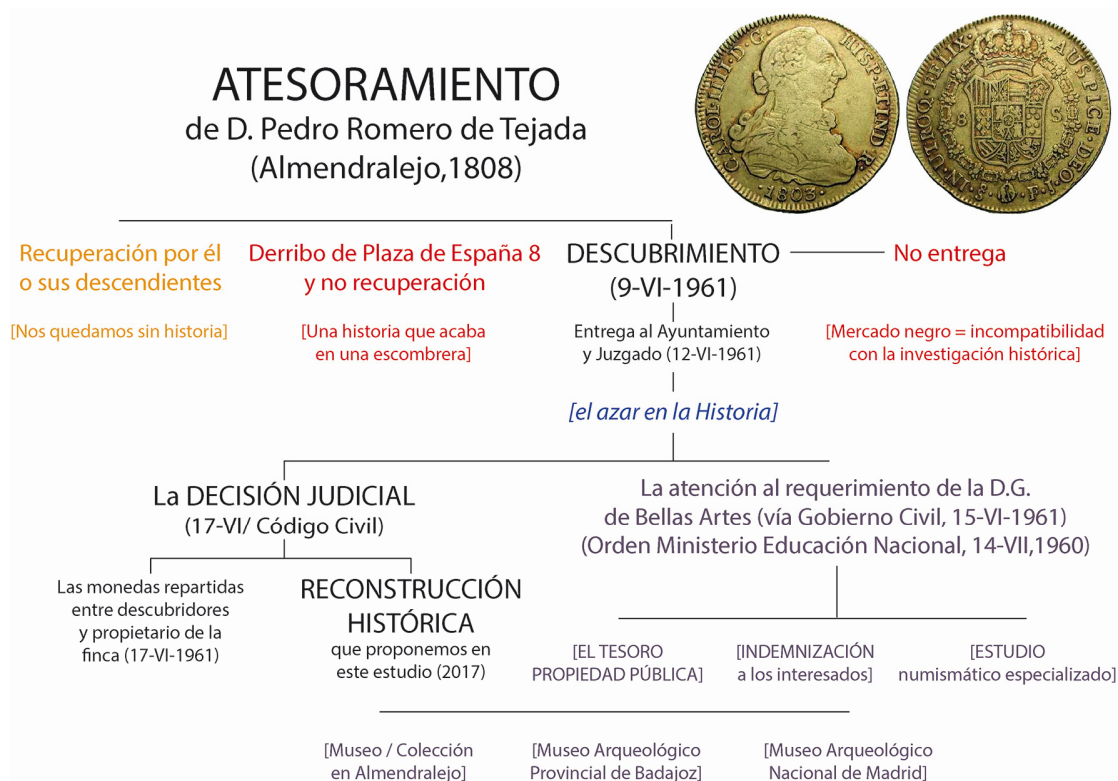 ATESORAMIENTO
de D. Pedro Romero de Tejada
(Almendralejo,1808)
CAROL·IIII·D·G·
HISP·ET IND·R·
·1803·
IN·UTROQ·FELIX·
AUSPICE·DEO·
8 S
F·J·
Recuperación por él
o sus descendientes
[Nos quedamos sin historia]
Derribo de Plaza de España 8
y no recuperación
[Una historia que acaba
en una escombrera]
DESCUBRIMIENTO
(9-VI-1961)
Entrega al Ayuntamiento
y Juzgado (12-VI-1961)
No entrega
[Mercado negro = incompatibilidad
con la investigación histórica]
[el azar en la Historia]
La DECISIÓN JUDICIAL
(17-VI/ Código Civil)
La atención al requerimiento de la D.G.
de Bellas Artes (vía Gobierno Civil, 15-VI-1961)
(Orden Ministerio Educación Nacional, 14-VII,1960)
Las monedas repartidas
entre descubridores
y propietario de la
finca (17-VI-1961)
RECONSTRUCCIÓN
HISTÓRICA
que proponemos en
este estudio (2017)
[EL TESORO
PROPIEDAD PÚBLICA]
[INDEMNIZACIÓN
a los interesados]
[ESTUDIO
numismático especializado]
[Museo / Colección
en Almendralejo]
[Museo Arqueológico
Provincial de Badajoz]
[Museo Arqueológico
Nacional de Madrid]